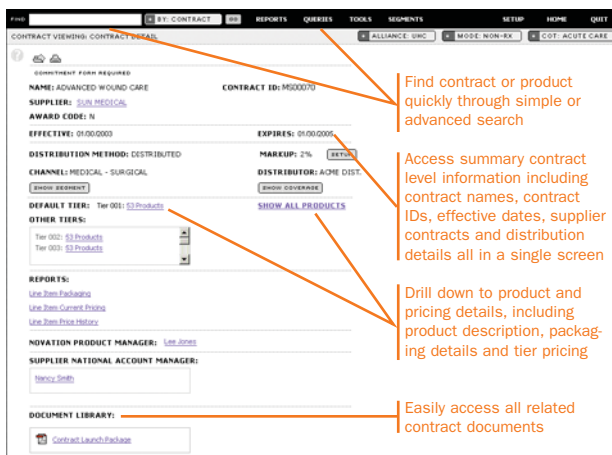 FIND BY: CONTRACT GO REPORTS QUERIES TOOLS SEGMENTS SETUP HOME QUIT
CONTRACT VIEWING: CONTRACT DETAIL ALLIANCE: UHC MODE: NON-RX COT: ACUTE CARE
COMMITMENT FORM REQUIRED
NAME: ADVANCED WOUND CARE CONTRACT ID: MS00070
SUPPLIER: SUN MEDICAL
AWARD CODE: N
EFFECTIVE: 01/30/2003 EXPIRES: 01/30/2005
DISTRIBUTION METHOD: DISTRIBUTED MARKUP: 2% SETUP
CHANNEL: MEDICAL - SURGICAL DISTRIBUTOR: ACME DIST.
SHOW SEGMENT SHOW COVERAGE
DEFAULT TIER: Tier 001: 53 Products SHOW ALL PRODUCTS
OTHER TIERS:
Tier 002: 53 Products
Tier 003: 53 Products
REPORTS:
Line Item Packaging
Line Item Current Pricing
Line Item Price History
NOVATION PRODUCT MANAGER: Lee Jones
SUPPLIER NATIONAL ACCOUNT MANAGER:
Nancy Smith
DOCUMENT LIBRARY:
Contract Launch Package
Find contract or product
quickly through simple or
advanced search
Access summary contract
level information including
contract names, contract
IDs, effective dates, supplier
contracts and distribution
details all in a single screen
Drill down to product and
pricing details, including
product description, packag-
ing details and tier pricing
Easily access all related
contract documents